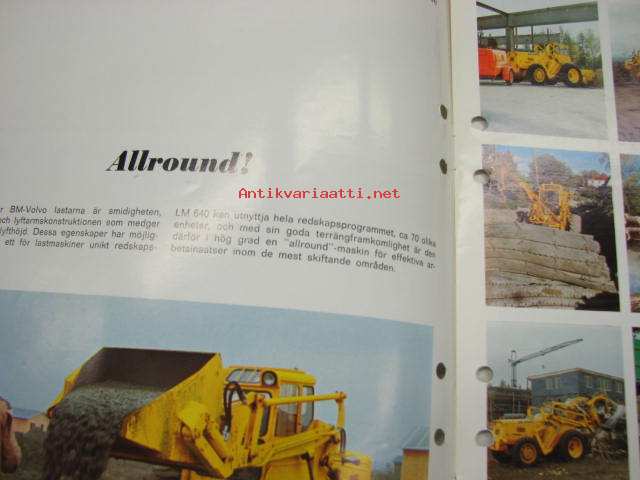 Allround!
Antikvariaatti.net
r BM-Volvo lastarna är smidigheten,
och lyftarmskonstruktionen som medger
lyfthöjd. Dessa egenskaper har möjlig-
ett för lastmaskiner unikt redskaps-
LM 640 kan utnyttja hela redskapsprogrammet, ca 70 olika
enheter, och med sin goda terrängframkomlighet är den
därför i hög grad en "allround"-maskin för effektiva ar-
betsinsatser inom de mest skiftande områden.